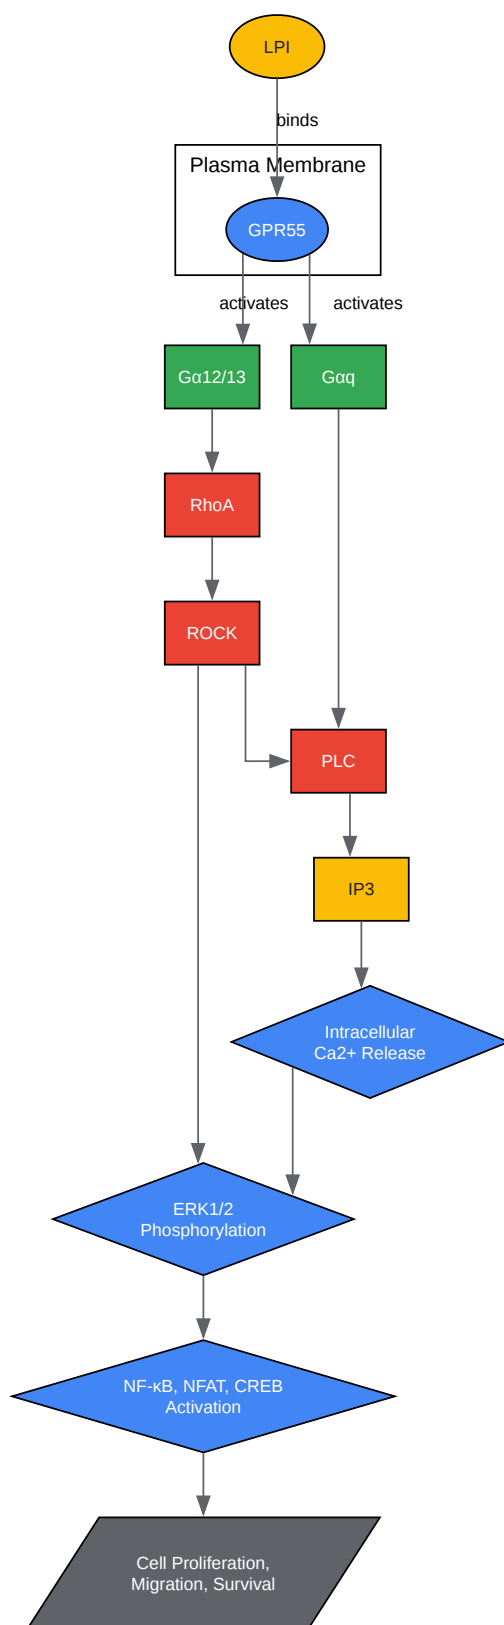 LPI
binds
Plasma Membrane
GPR55
activates
activates
Gα12/13
Gαq
RhoA
ROCK
PLC
IP3
Intracellular
Ca2+ Release
ERK1/2
Phosphorylation
NF-κB, NFAT, CREB
Activation
Cell Proliferation,
Migration, Survival